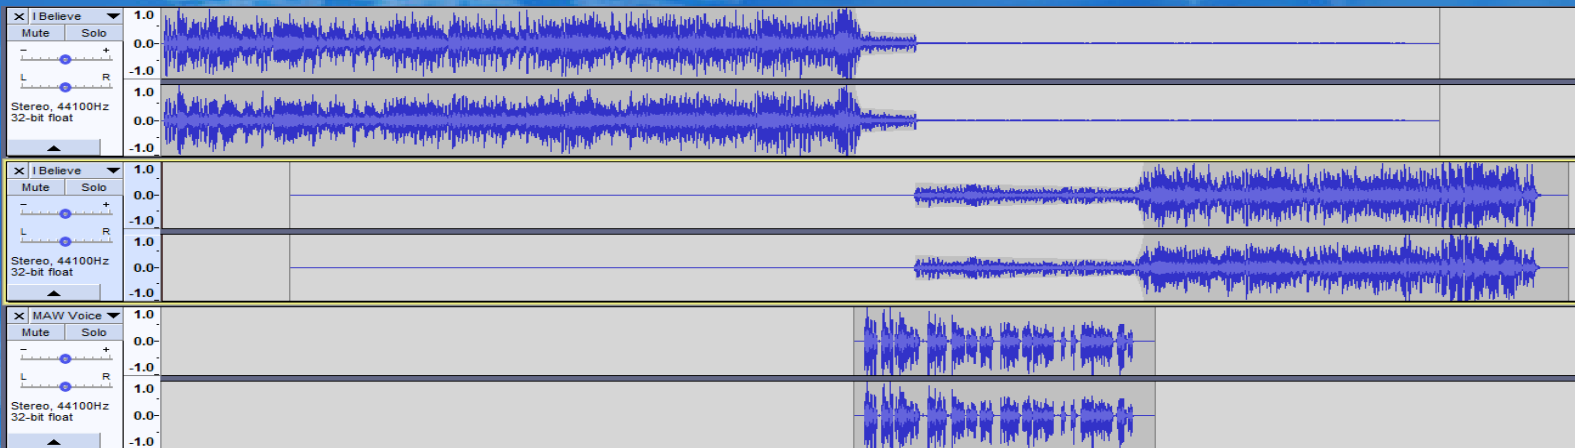 × I Believe ▼
Mute Solo
- +
L R
Stereo, 44100Hz
32-bit float
1.0
0.0-
-1.0
1.0
0.0-
-1.0
× I Believe ▼
Mute Solo
- +
L R
Stereo, 44100Hz
32-bit float
1.0
0.0-
-1.0
1.0
0.0-
-1.0
× MAW Voice ▼
Mute Solo
- +
L R
Stereo, 44100Hz
32-bit float
1.0
0.0-
-1.0
1.0
0.0-
-1.0